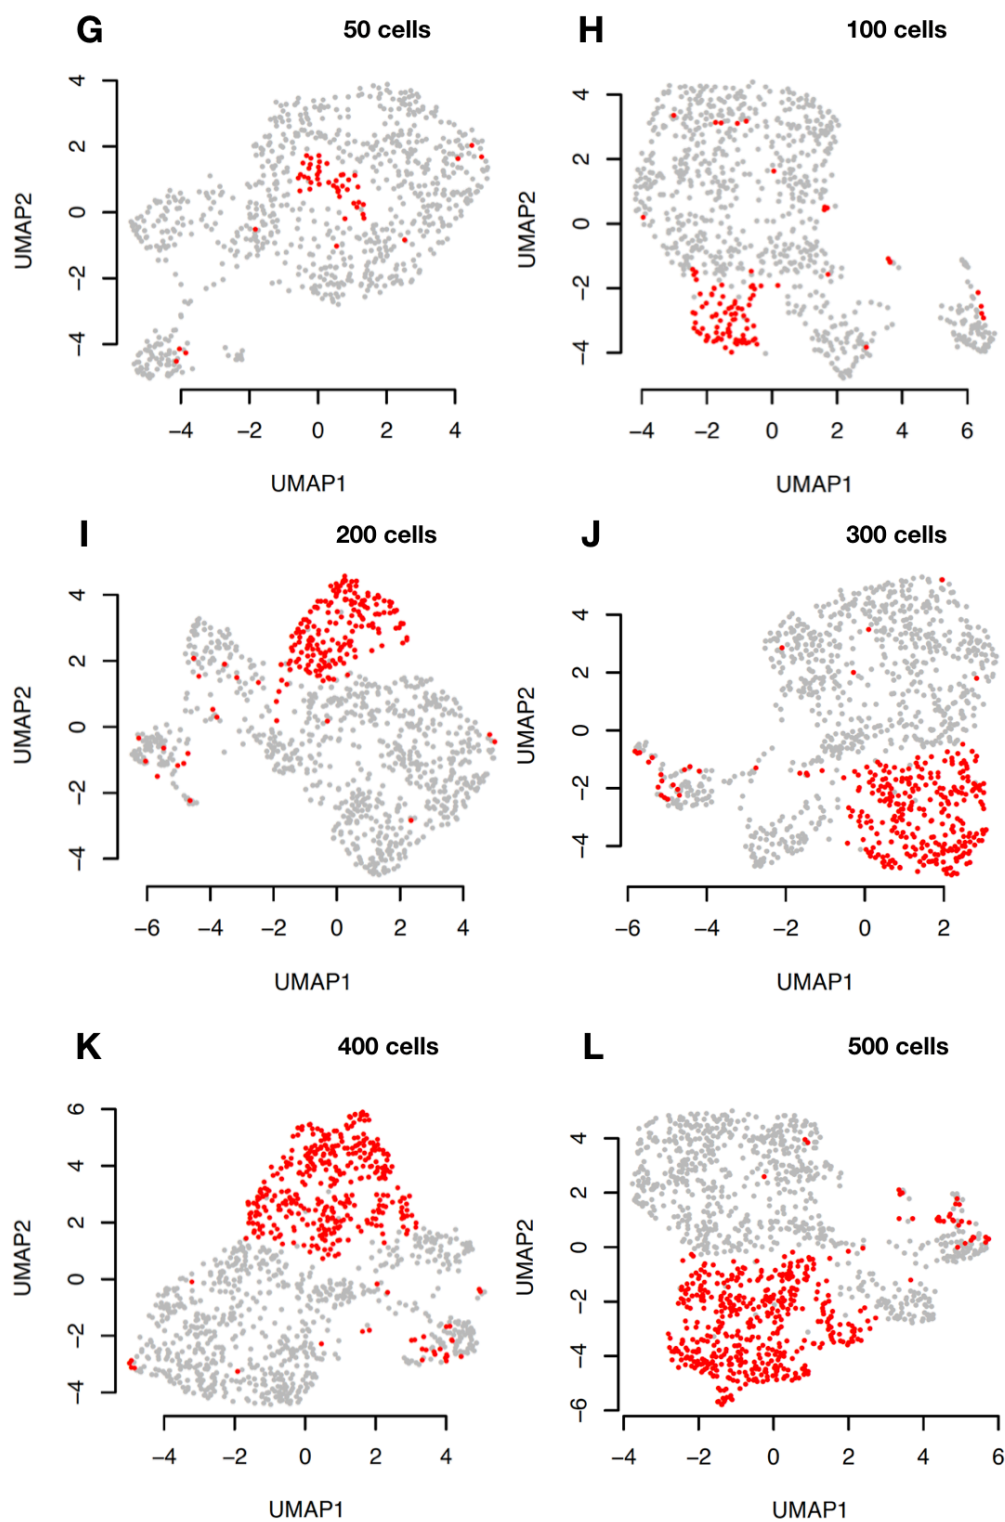 G 50 cells
4
2
0
−2
−4
UMAP2
−4 −2 0 2 4
UMAP1
H 100 cells
4
2
0
−2
−4
UMAP2
−4 −2 0 2 4 6
UMAP1
I 200 cells
4
2
0
−2
−4
UMAP2
−6 −4 −2 0 2 4
UMAP1
J 300 cells
4
2
0
−2
−4
UMAP2
−6 −4 −2 0 2
UMAP1
K 400 cells
6
4
2
0
−2
−4
UMAP2
−4 −2 0 2 4
UMAP1
L 500 cells
4
2
0
−2
−4
−6
UMAP2
−4 −2 0 2 4 6
UMAP1